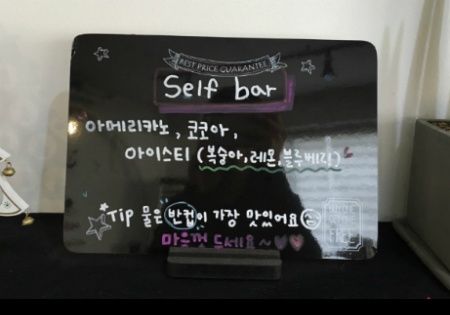 BEST PRICE GUARANTEE
Self bar
아메리카노, 코코아,
아이스티 (복숭아,레몬,블루베리)
Tip 물은 반컵이 가장 맛있어요
마음껏 드세요~
FREE